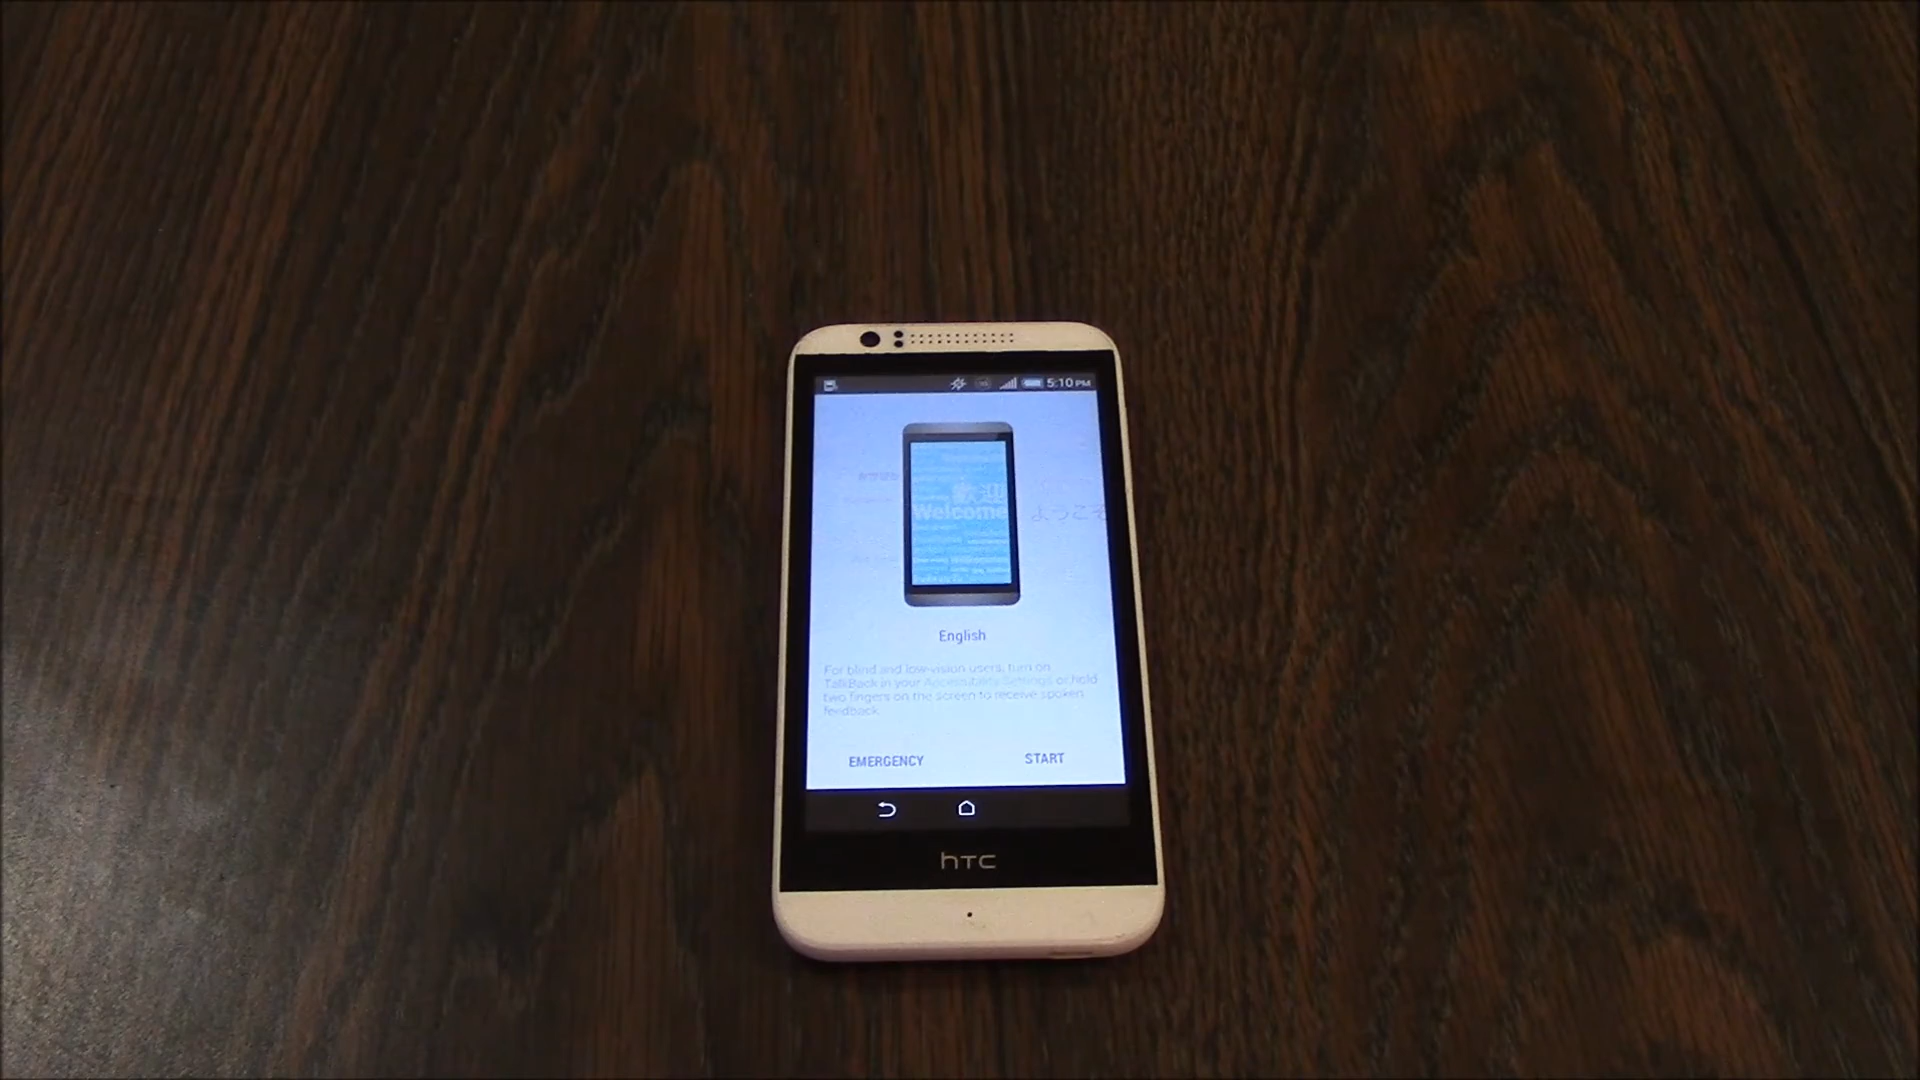 5:10 PM
歡迎
Welcome
ようこそ
English
For blind and low-vision users, turn on
TalkBack in your Accessibility Settings or hold
two fingers on the screen to receive spoken
feedback.
EMERGENCY
START
hTC